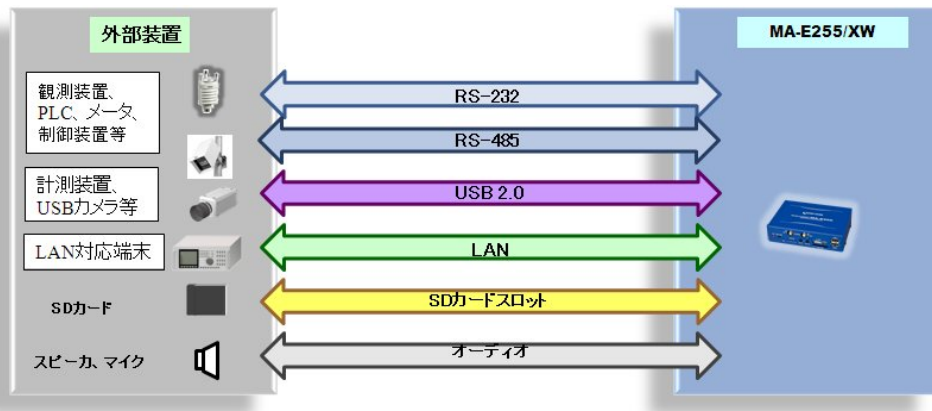 外部装置
MA-E255/XW
観測装置、
PLC、メータ、
制御装置等
計測装置、
USBカメラ等
LAN対応端末
SDカード
スピーカ、マイク
RS-232
RS-485
USB 2.0
LAN
SDカードスロット
オーディオ